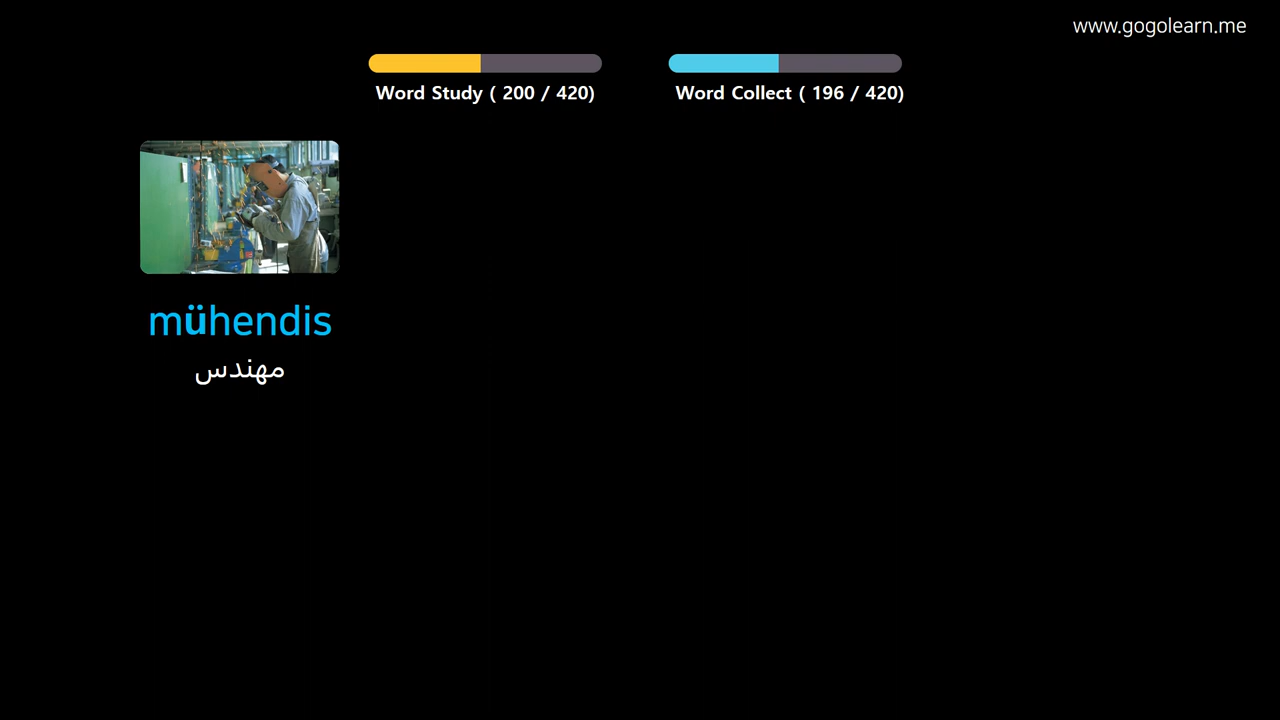 www.gogolearn.me
Word Study ( 200 / 420)
Word Collect ( 196 / 420)
mühendis
مهندس